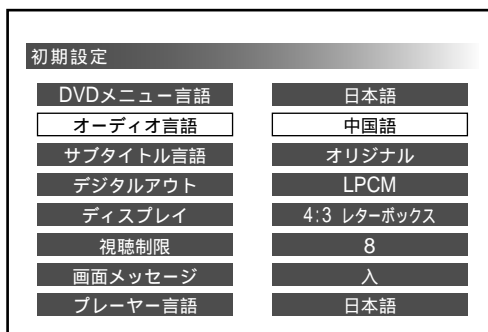 初期設定
DVDメニュー言語 日本語
オーディオ言語 中国語
サブタイトル言語 オリジナル
デジタルアウト LPCM
ディスプレイ 4:3 レターボックス
視聴制限 8
画面メッセージ 入
プレーヤー言語 日本語